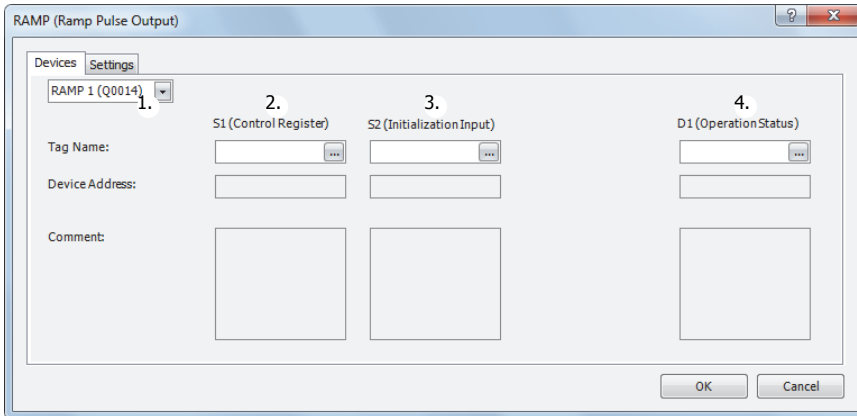 RAMP (Ramp Pulse Output)
Devices Settings
RAMP 1 (Q0014)
1. 2. 3. 4.
S1 (Control Register) S2 (Initialization Input) D1 (Operation Status)
Tag Name: ... ... ...
Device Address:
Comment:
OK Cancel